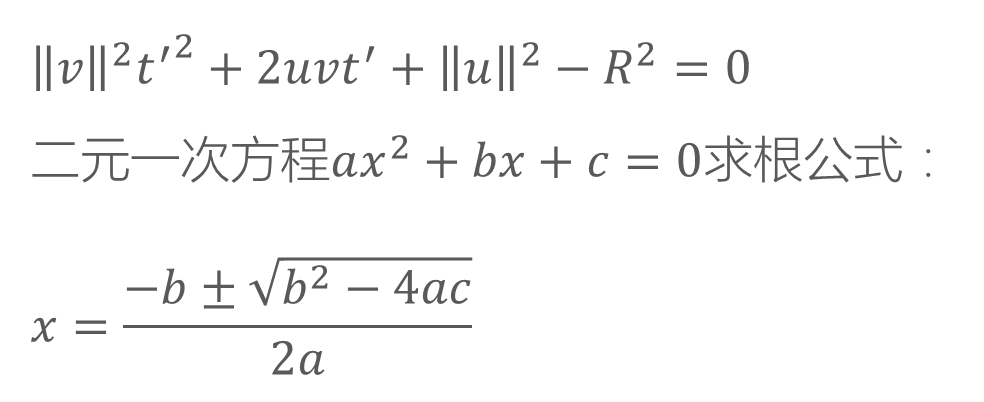 ‖v‖²t′² + 2uvt′ + ‖u‖² − R² = 0
二元一次方程ax² + bx + c = 0求根公式：
x = (−b ± √(b² − 4ac)) / 2a